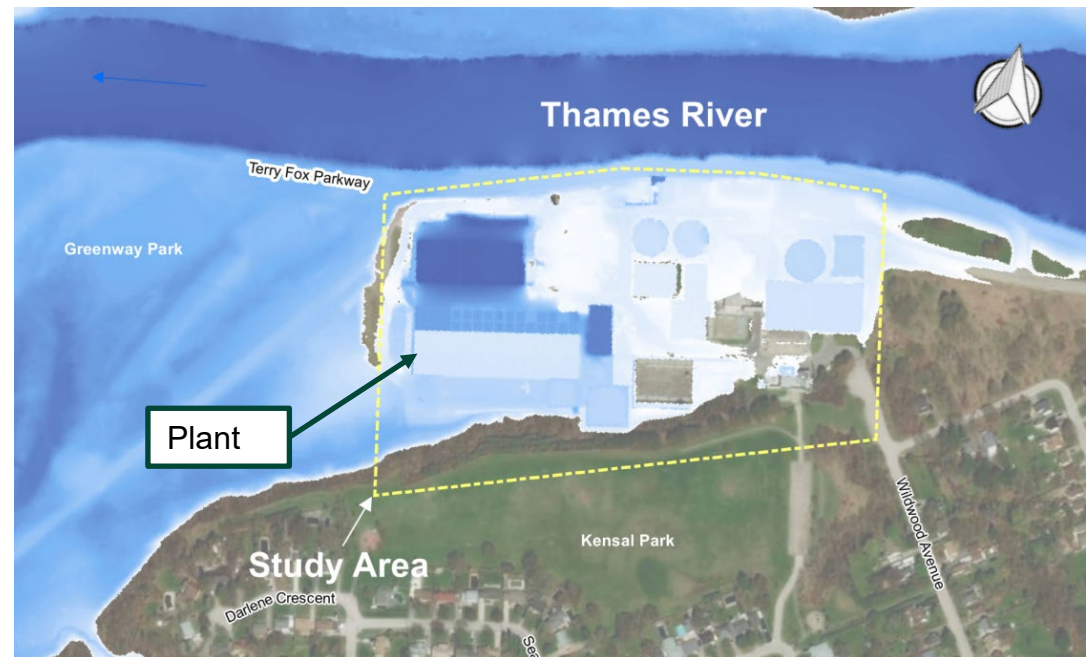 Thames River
Terry Fox Parkway
Greenway Park
Plant
Wildwood Avenue
Kensal Park
Study Area
Darlene Crescent